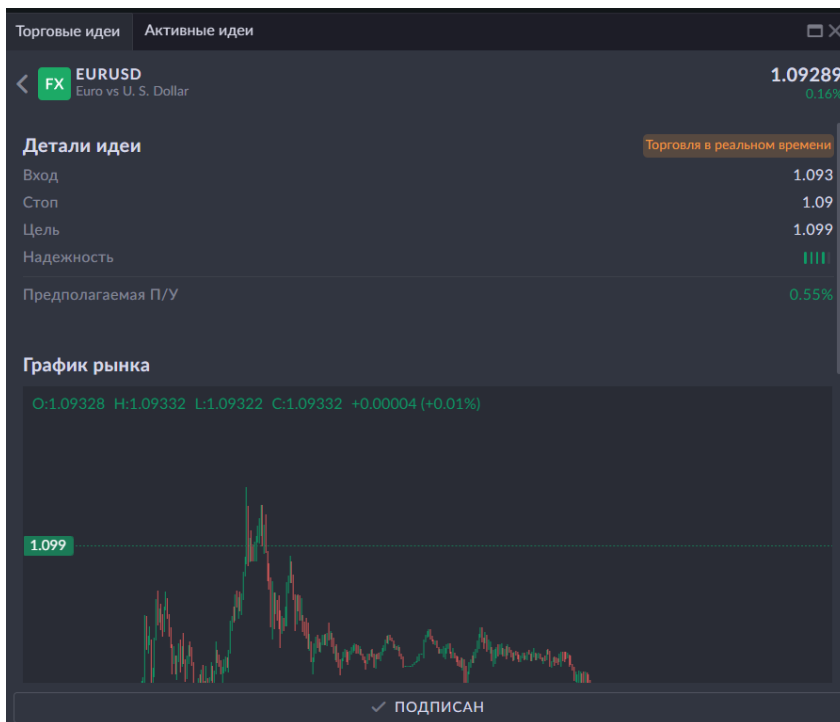 Торговые идеи Активные идеи
FX EURUSD 1.09289
Euro vs U. S. Dollar 0.16%
Детали идеи Торговля в реальном времени
Вход 1.093
Стоп 1.09
Цель 1.099
Надежность
Предполагаемая П/У 0.55%
График рынка
O:1.09328 H:1.09332 L:1.09322 C:1.09332 +0.00004 (+0.01%)
1.099
ПОДПИСАН